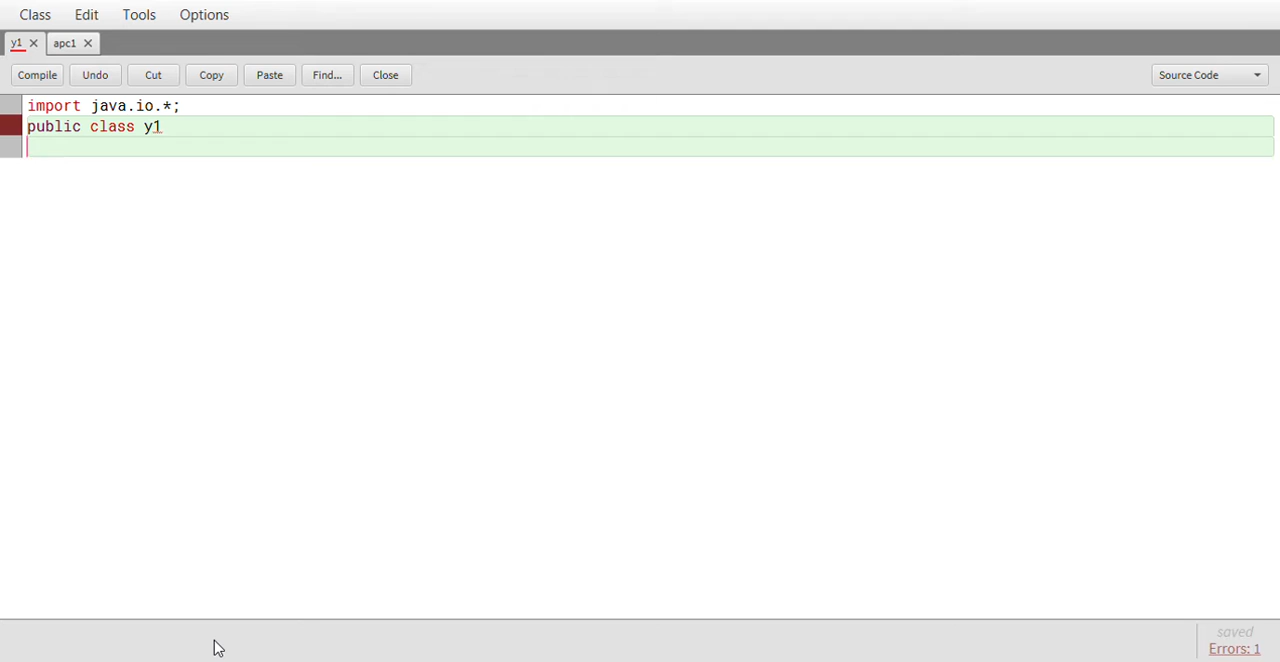 Class Edit Tools Options
y1 apc1
Compile Undo Cut Copy Paste Find... Close Source Code
import java.io.*;
public class y1
saved
Errors: 1